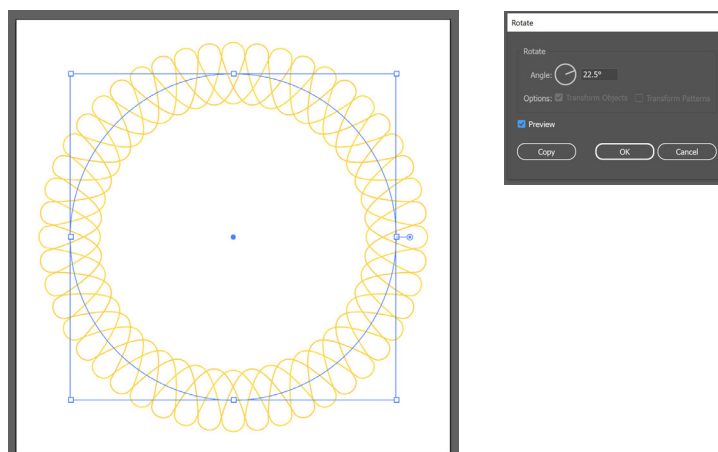 Rotate
Rotate
Angle: 22.5°
Options: Transform Objects Transform Patterns
Preview
Copy OK Cancel